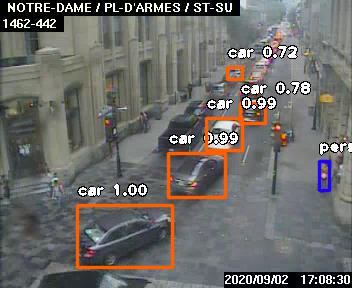 NOTRE-DAME / PL-D'ARMES / ST-SU
1462-442
car 0.72
car 0.78
car 0.99
car 0.99
pers
car 1.00
2020/09/02 17:08:30